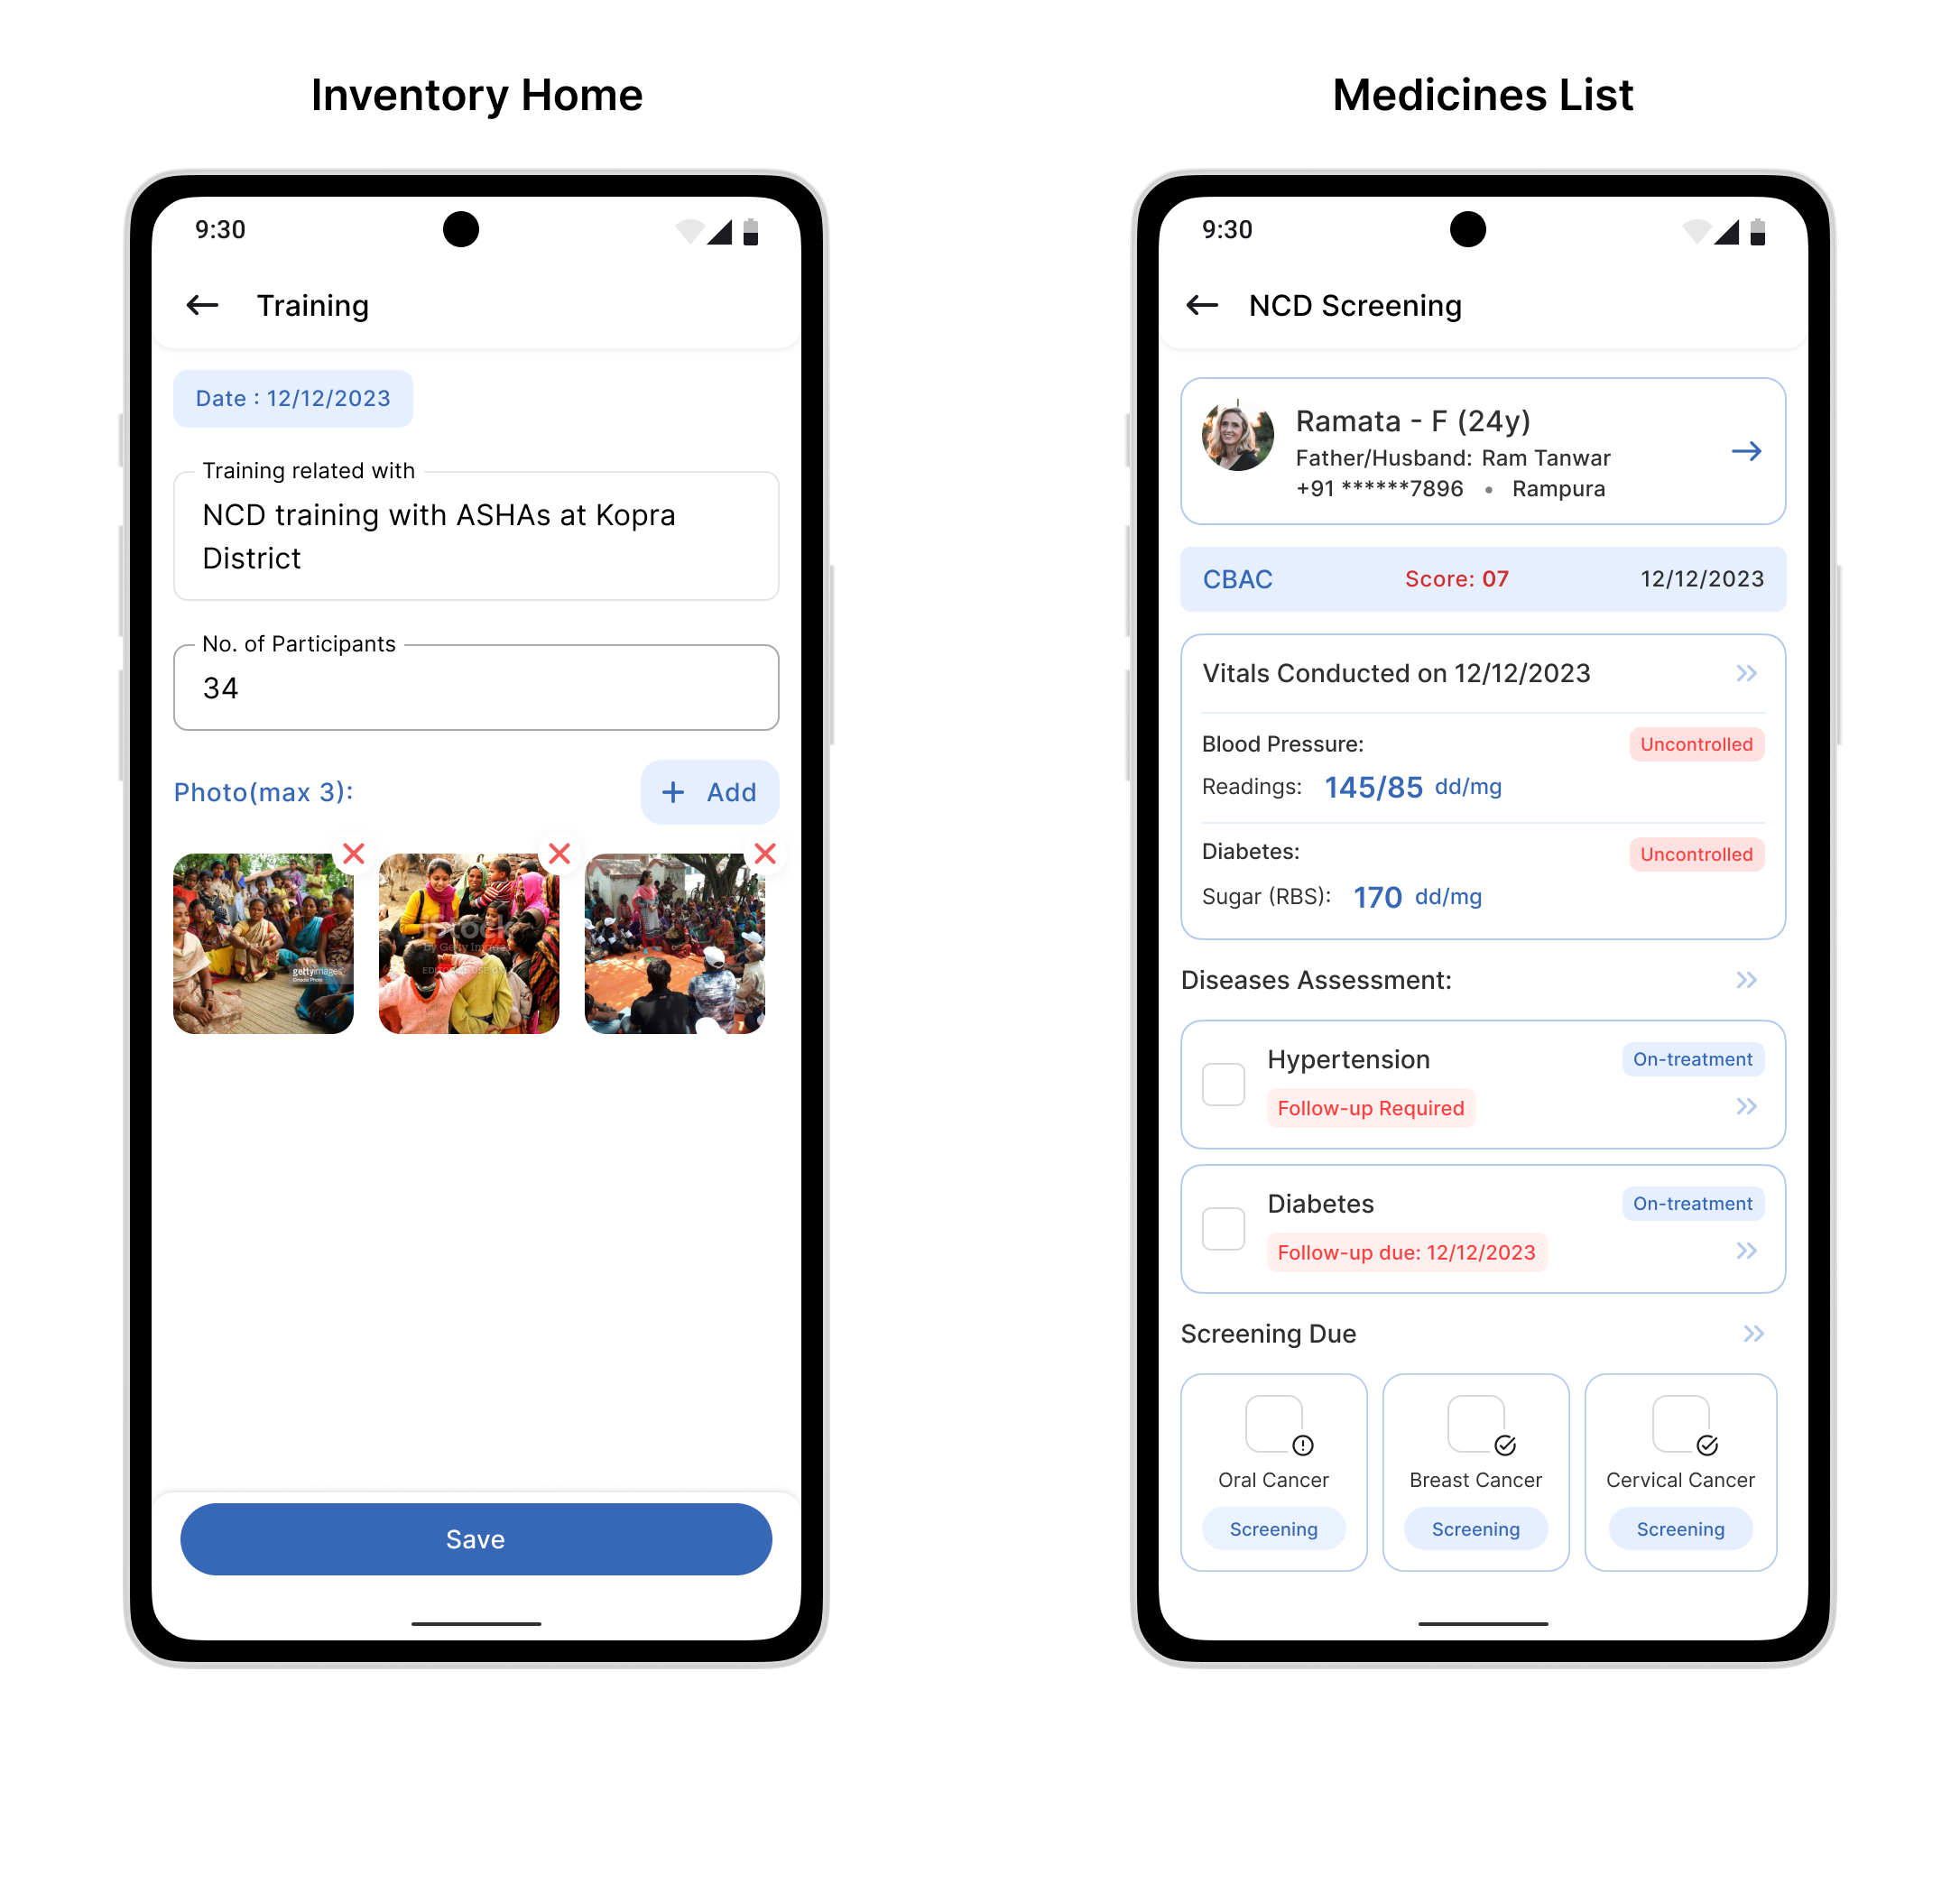 Inventory Home
9:30
Training
Date : 12/12/2023
Training related with
NCD training with ASHAs at Kopra
District
No. of Participants
34
Photo(max 3):
+ Add
gettyimages
iStock
Save
Medicines List
9:30
NCD Screening
Ramata - F (24y)
Father/Husband: Ram Tanwar
+91 ******7896 • Rampura
CBAC Score: 07 12/12/2023
Vitals Conducted on 12/12/2023
Blood Pressure: Uncontrolled
Readings: 145/85 dd/mg
Diabetes: Uncontrolled
Sugar (RBS): 170 dd/mg
Diseases Assessment:
Hypertension On-treatment
Follow-up Required
Diabetes On-treatment
Follow-up due: 12/12/2023
Screening Due
Oral Cancer Breast Cancer Cervical Cancer
Screening Screening Screening